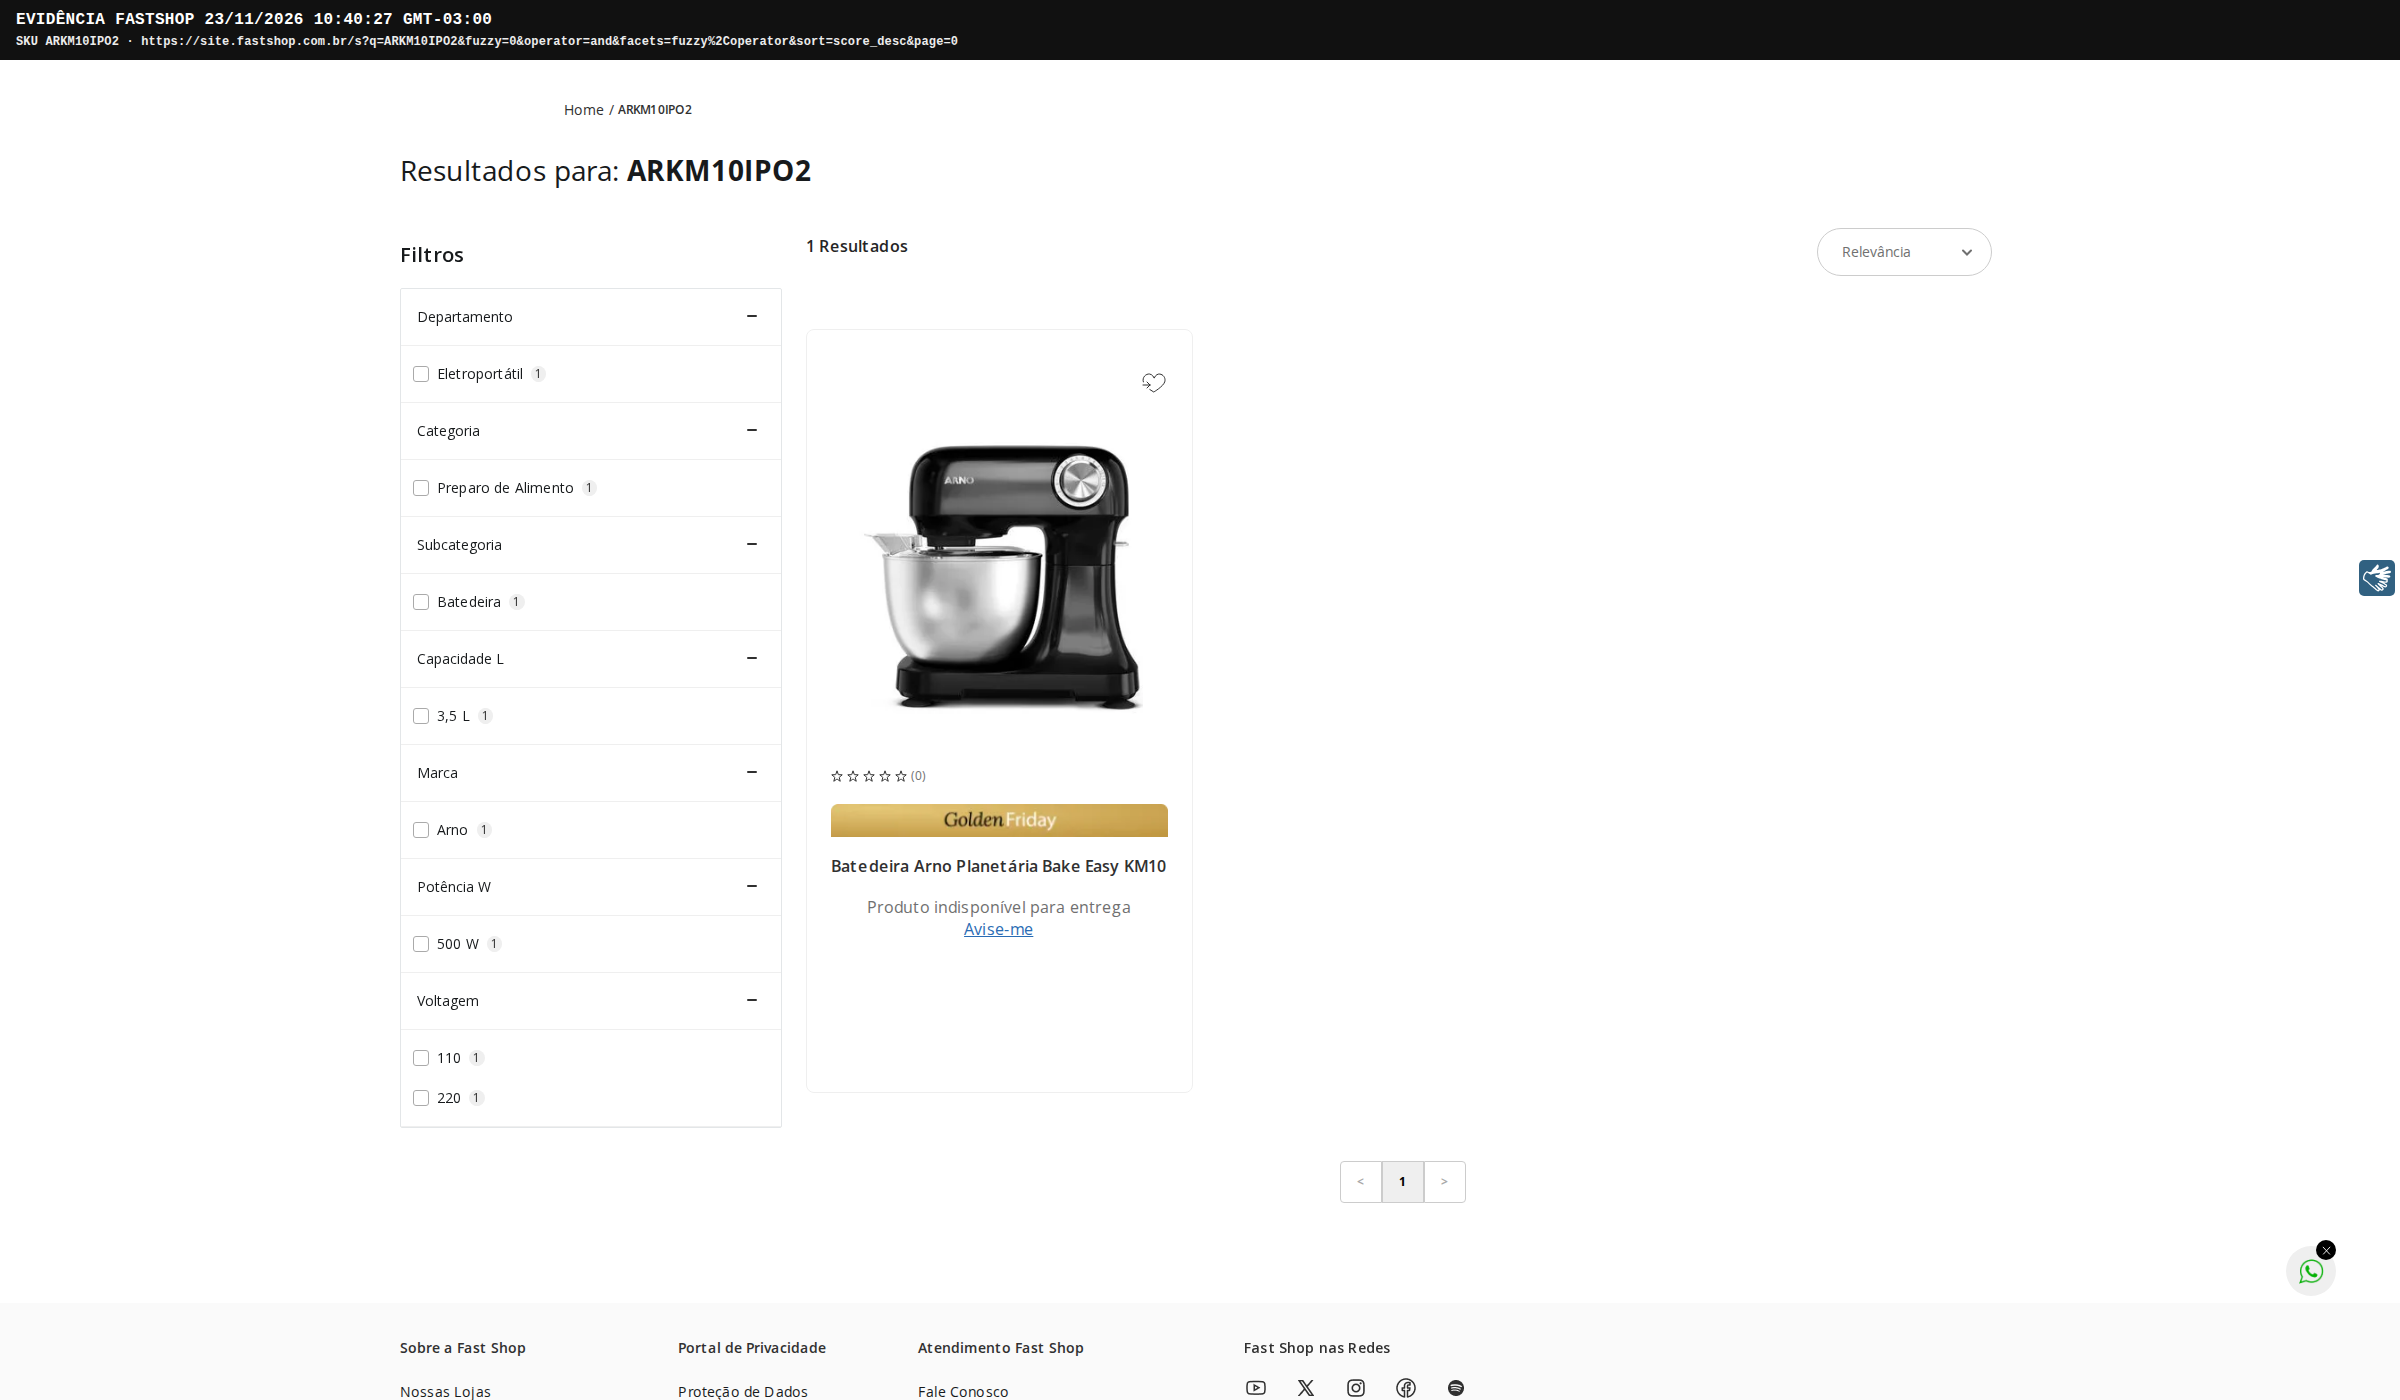 EVIDÊNCIA FASTSHOP 23/11/2026 10:40:27 GMT-03:00
SKU ARKM10IPO2 · https://site.fastshop.com.br/s?q=ARKM10IPO2&fuzzy=0&operator=and&facets=fuzzy%2Coperator&sort=score_desc&page=0
Home / ARKM10IPO2
Resultados para: ARKM10IPO2
Filtros
Departamento
Eletroportátil 1
Categoria
Preparo de Alimento 1
Subcategoria
Batedeira 1
Capacidade L
3,5 L 1
Marca
Arno 1
Potência W
500 W 1
Voltagem
110 1
220 1
1 Resultados
Relevância
ARNO
(0)
Golden Friday
Batedeira Arno Planetária Bake Easy KM10
Produto indisponível para entrega
Avise-me
< 1 >
Sobre a Fast Shop
Nossas Lojas
Portal de Privacidade
Proteção de Dados
Atendimento Fast Shop
Fale Conosco
Fast Shop nas Redes